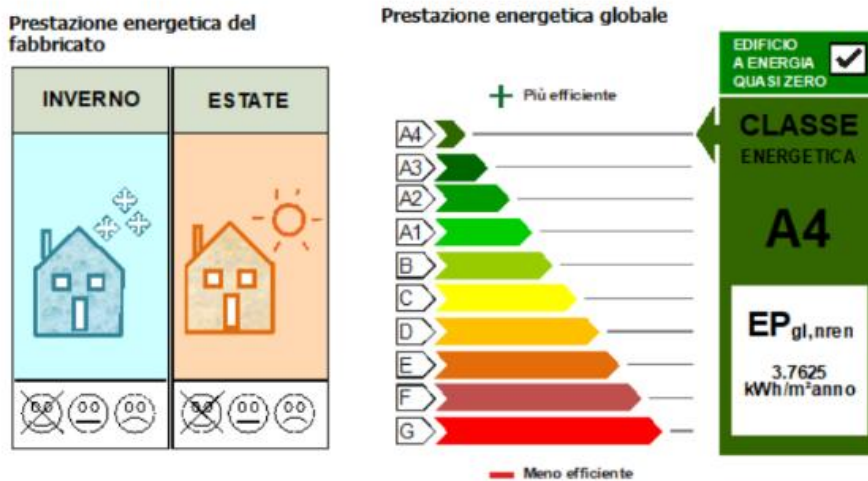 Prestazione energetica del
fabbricato
INVERNO
ESTATE
Prestazione energetica globale
Più efficiente
A4
A3
A2
A1
B
C
D
E
F
G
Meno efficiente
EDIFICIO
A ENERGIA
QUASI ZERO
CLASSE
ENERGETICA
A4
EPgl,nren
3.7625
kWh/m²anno